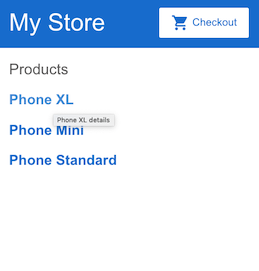 My Store
Checkout
Products
Phone XL
Phone XL details
Phone Mini
Phone Standard